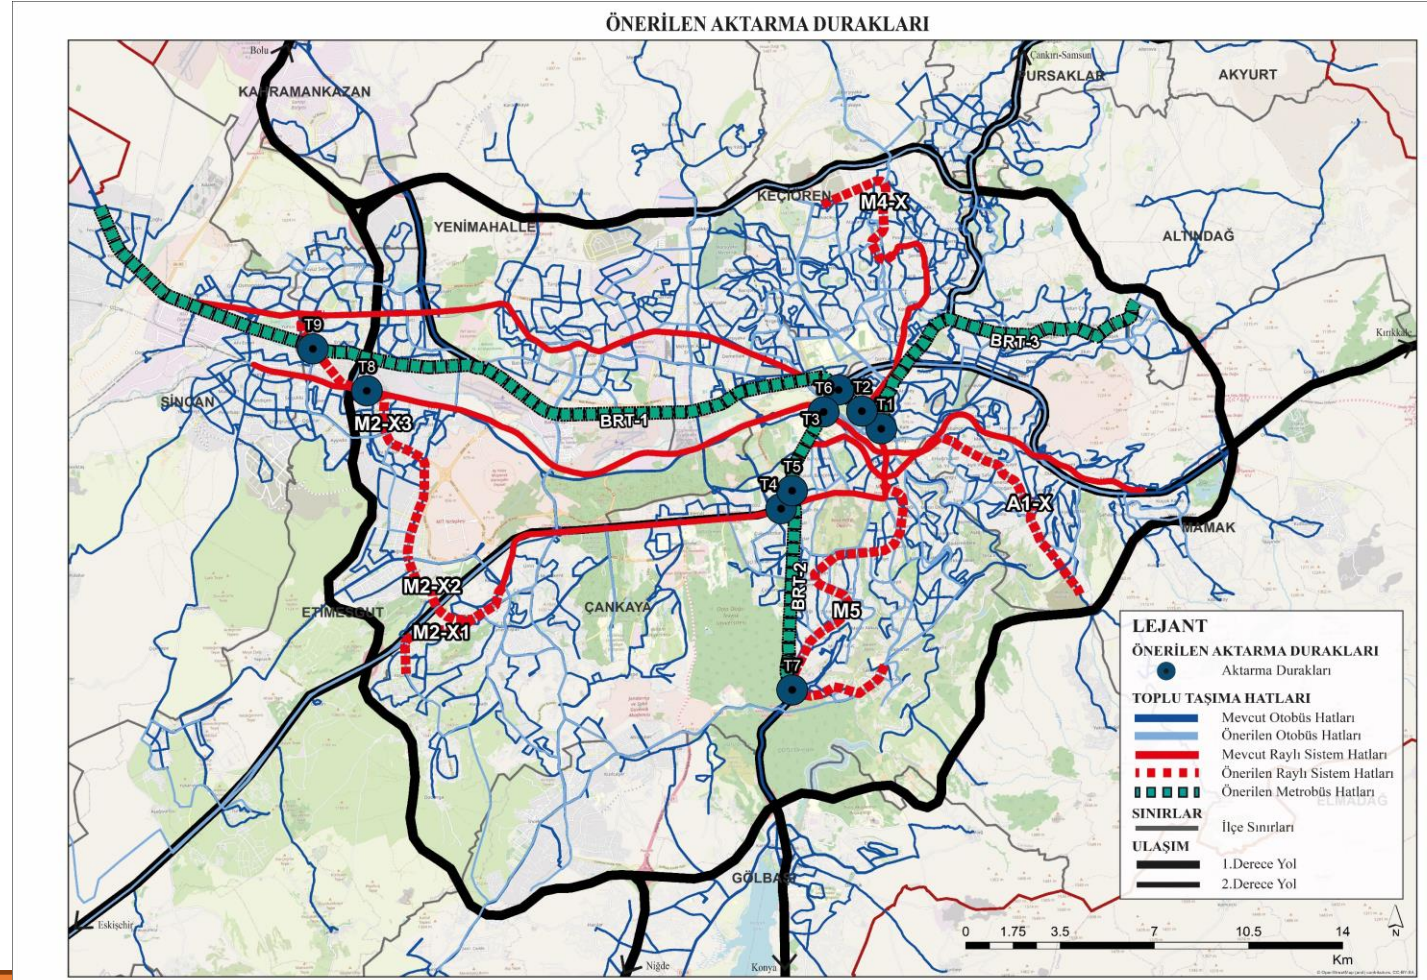 ÖNERİLEN AKTARMA DURAKLARI
Bolu
Çankırı-Samsun
PURSAKLAR
AKYURT
KAHRAMANKAZAN
KEÇİÖREN
M4-X
YENİMAHALLE
ALTINDAĞ
T9
BRT-3
Kırıkkale
T8
T6
T2
T1
SİNCAN
M2-X3
BRT-1
T3
T5
T4
A1-X
MAMAK
M2-X2
BRT-2
ETİMESGUT
ÇANKAYA
M5
M2-X1
T7
LEJANT
ÖNERİLEN AKTARMA DURAKLARI
Aktarma Durakları
TOPLU TAŞIMA HATLARI
Mevcut Otobüs Hatları
Önerilen Otobüs Hatları
Mevcut Raylı Sistem Hatları
Önerilen Raylı Sistem Hatları
Önerilen Metrobüs Hatları
ELMADAĞ
SINIRLAR
İlçe Sınırları
ULAŞIM
1.Derece Yol
2.Derece Yol
GÖLBAŞI
Eskişehir
N
0 1.75 3.5 7 10.5 14
Km
Niğde
Konya